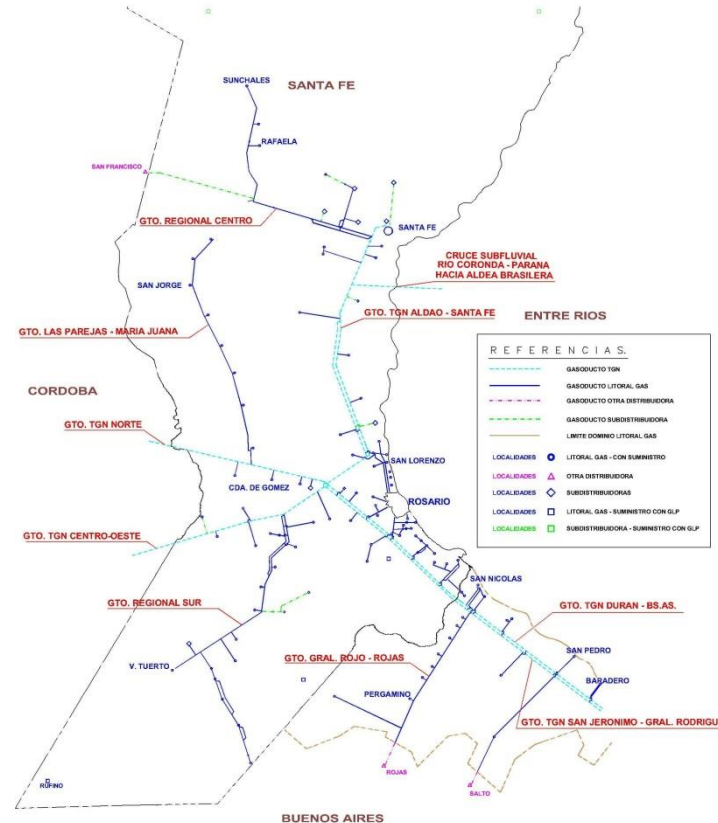 SUNCHALES
SANTA FE
RAFAELA
SAN FRANCISCO
GTO. REGIONAL CENTRO
SANTA FE
CRUCE SUBFLUVIAL
RIO CORONDA - PARANA
HACIA ALDEA BRASILERA
SAN JORGE
GTO. TGN ALDAO - SANTA FE
ENTRE RIOS
GTO. LAS PAREJAS - MARIA JUANA
REFERENCIAS.
GASODUCTO TGN
GASODUCTO LITORAL GAS
GASODUCTO OTRA DISTRIBUIDORA
GASODUCTO SUBDISTRIBUIDORA
LIMITE DOMINIO LITORAL GAS
LOCALIDADES LITORAL GAS - CON SUMINISTRO
LOCALIDADES OTRA DISTRIBUIDORA
LOCALIDADES SUBDISTRIBUIDORAS
LOCALIDADES LITORAL GAS - SUMINISTRO CON GLP
LOCALIDADES SUBDISTRIBUIDORA - SUMINISTRO CON GLP
CORDOBA
GTO. TGN NORTE
SAN LORENZO
CDA. DE GOMEZ
ROSARIO
GTO. TGN CENTRO-OESTE
SAN NICOLAS
GTO. REGIONAL SUR
GTO. TGN DURAN - BS.AS.
SAN PEDRO
GTO. GRAL. ROJO - ROJAS
V. TUERTO
BARADERO
PERGAMINO
GTO. TGN SAN JERONIMO - GRAL. RODRIGU
ROJAS
RUFINO
SALTO
BUENOS AIRES